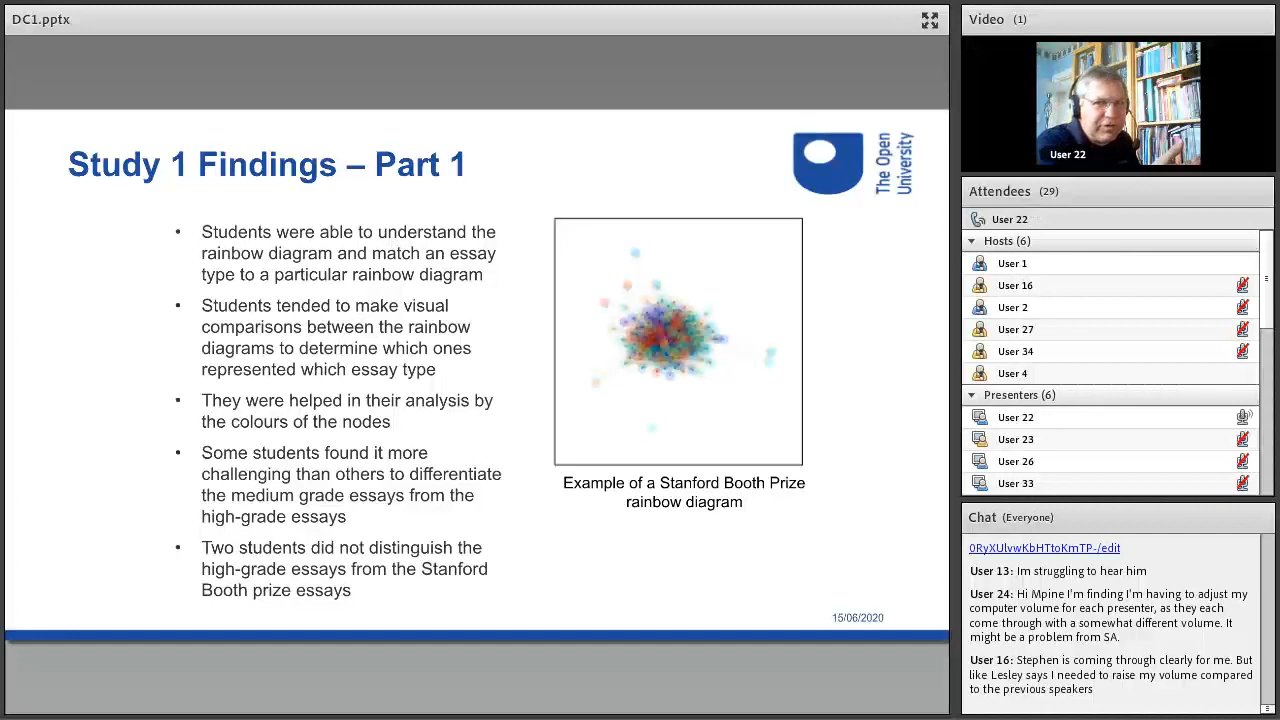 DC1.pptx
Study 1 Findings – Part 1
The Open
University
• Students were able to understand the
rainbow diagram and match an essay
type to a particular rainbow diagram
• Students tended to make visual
comparisons between the rainbow
diagrams to determine which ones
represented which essay type
• They were helped in their analysis by
the colours of the nodes
• Some students found it more
challenging than others to differentiate
the medium grade essays from the
high-grade essays
• Two students did not distinguish the
high-grade essays from the Stanford
Booth prize essays
Example of a Stanford Booth Prize
rainbow diagram
15/06/2020
Video (1)
User 22
Attendees (29)
User 22
Hosts (6)
User 1
User 16
User 2
User 27
User 34
User 4
Presenters (6)
User 22
User 23
User 26
User 33
Chat (Everyone)
0RyXUlvwKbHTtoKmTP-/edit
User 13: Im struggling to hear him
User 24: Hi Mpine I'm finding I'm having to adjust my
computer volume for each presenter, as they each
come through with a somewhat different volume. It
might be a problem from SA.
User 16: Stephen is coming through clearly for me. But
like Lesley says I needed to raise my volume compared
to the previous speakers